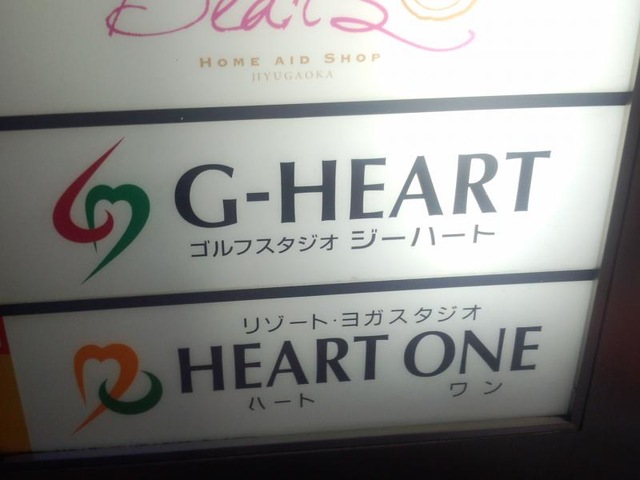 HOME AID SHOP
JIYUGAOKA
G-HEART
ゴルフスタジオ ジーハート
リゾート・ヨガスタジオ
HEART ONE
ハート ワン